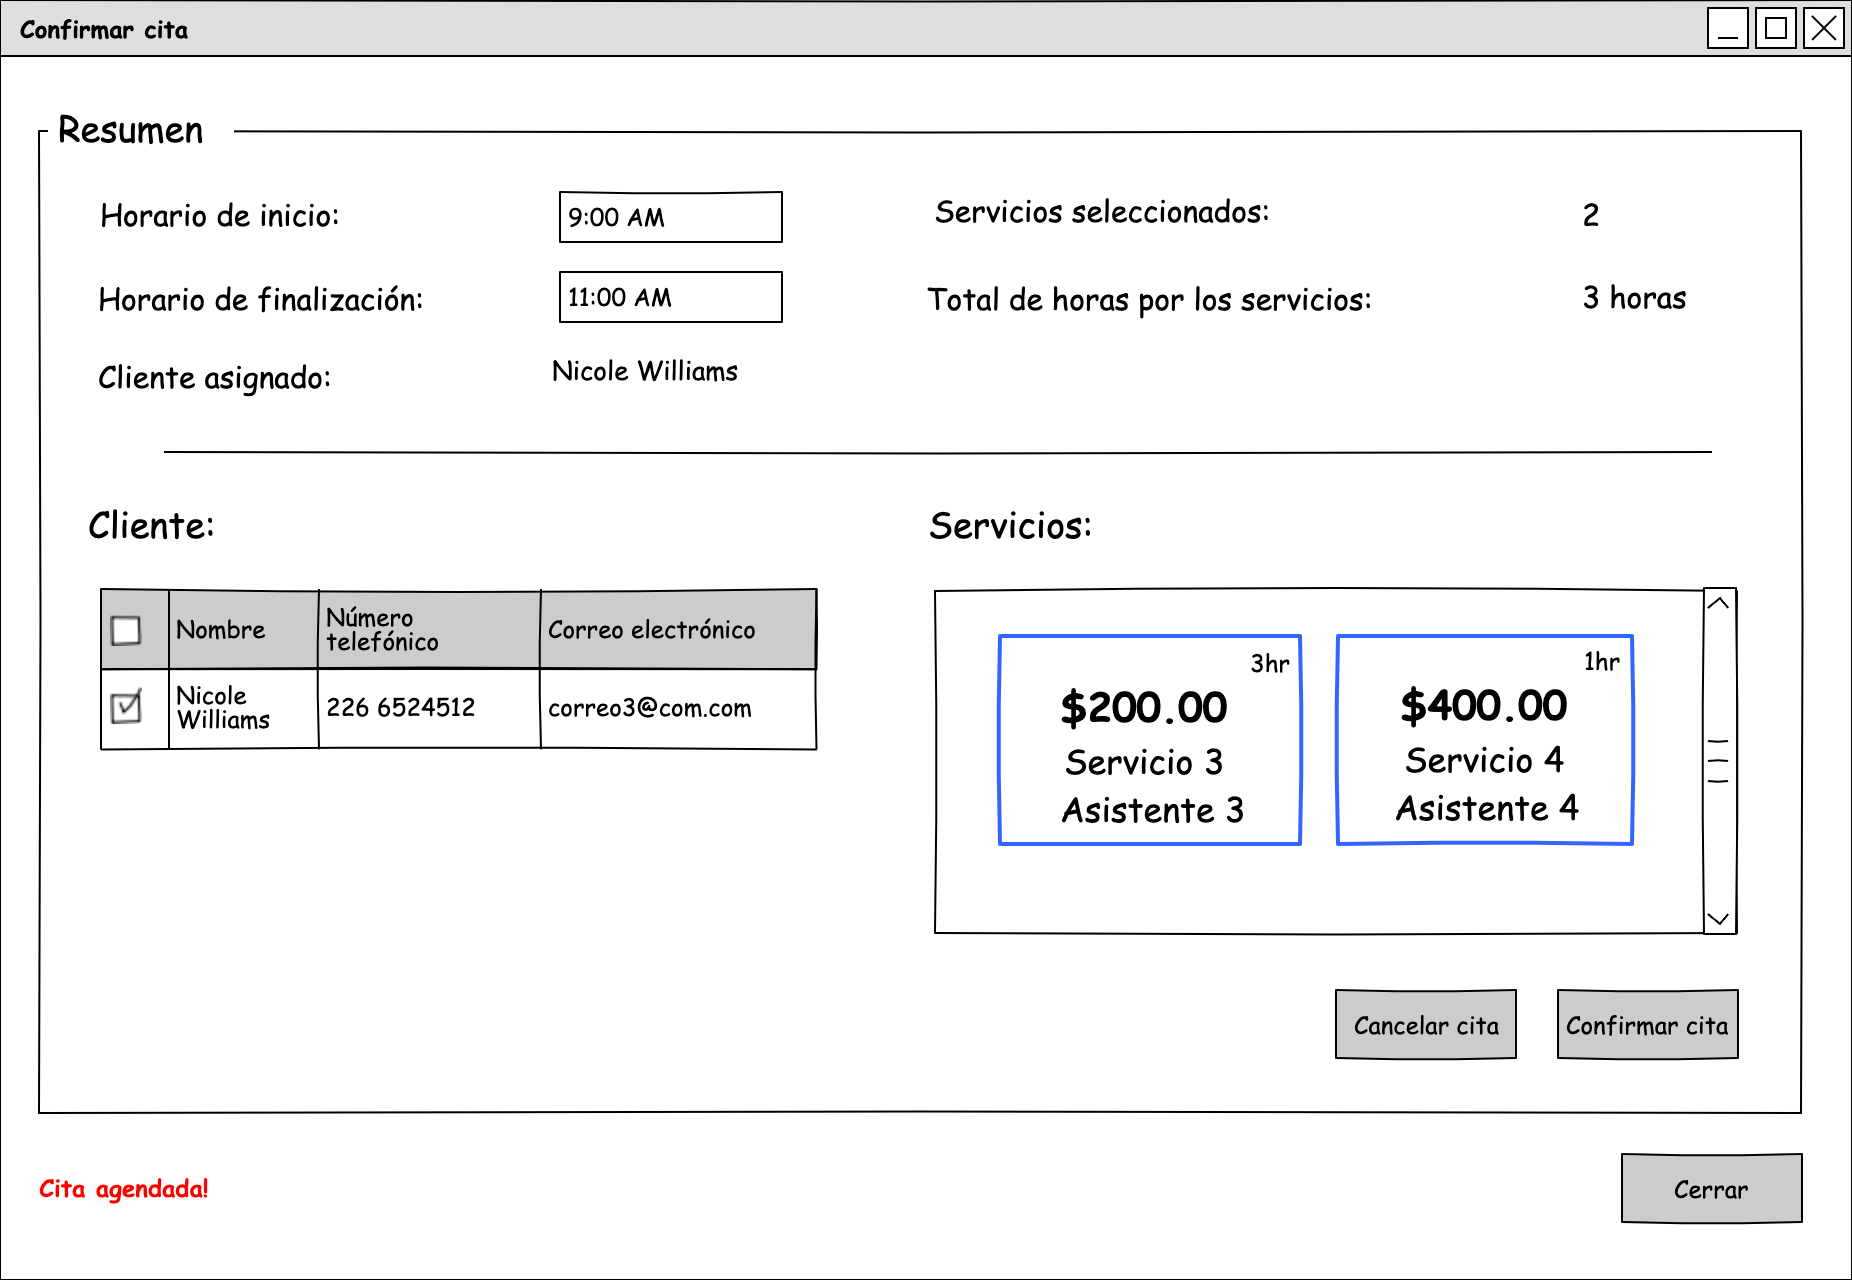 Confirmar cita
Resumen
Horario de inicio:
9:00 AM
Servicios seleccionados:
2
Horario de finalización:
11:00 AM
Total de horas por los servicios:
3 horas
Cliente asignado:
Nicole Williams
Cliente:
Nombre
Número
telefónico
Correo electrónico
Nicole
Williams
226 6524512
correo3@com.com
Servicios:
3hr
$200.00
Servicio 3
Asistente 3
1hr
$400.00
Servicio 4
Asistente 4
Cancelar cita
Confirmar cita
Cita agendada!
Cerrar